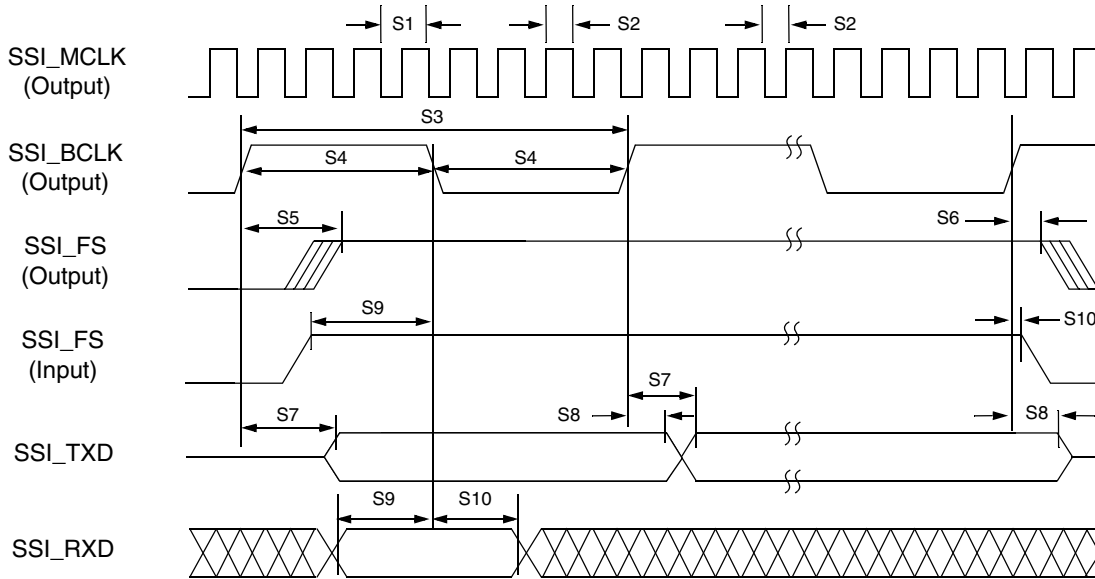 S1
S2
S2
SSI_MCLK
(Output)
S3
SSI_BCLK
(Output)
S4
S4
S5
S6
SSI_FS
(Output)
S9
S10
SSI_FS
(Input)
S7
S7
S8
S8
SSI_TXD
S9
S10
SSI_RXD